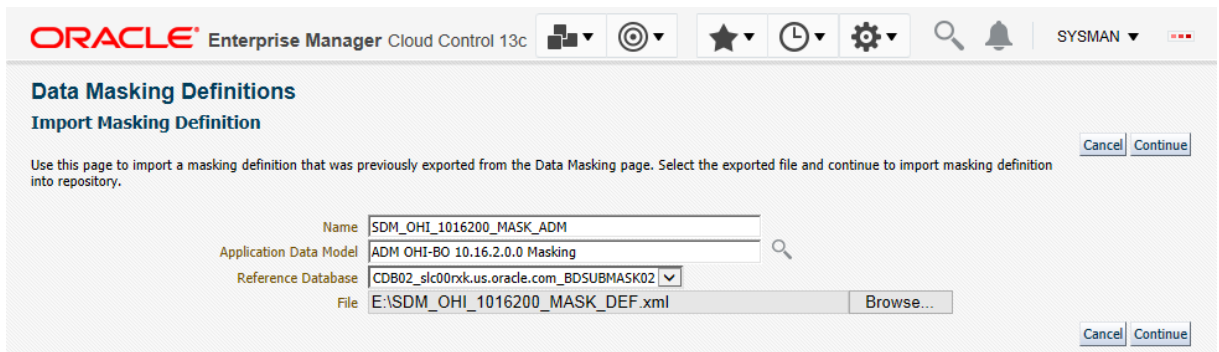 ORACLE Enterprise Manager Cloud Control 13c SYSMAN
Data Masking Definitions
Import Masking Definition
Cancel Continue
Use this page to import a masking definition that was previously exported from the Data Masking page. Select the exported file and continue to import masking definition
into repository.
Name SDM_OHI_1016200_MASK_ADM
Application Data Model ADM OHI-BO 10.16.2.0.0 Masking
Reference Database CDB02_slc00rxk.us.oracle.com_BDSUBMASK02
File E:\SDM_OHI_1016200_MASK_DEF.xml Browse...
Cancel Continue